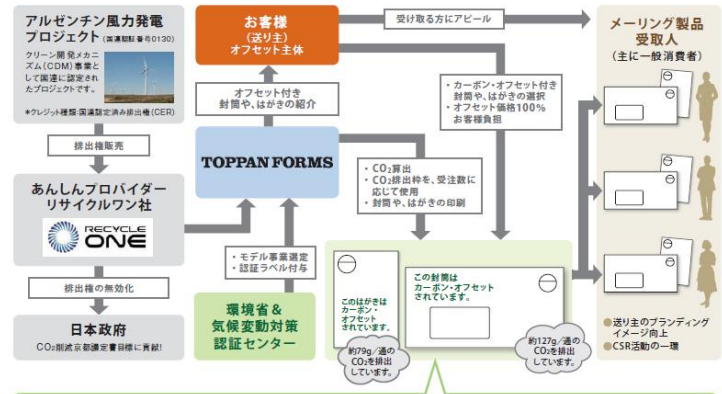 アルゼンチン風力発電
プロジェクト(国連認証番号0130)
クリーン開発メカニ
ズム(CDM)事業と
して国連に認定され
たプロジェクトです。
*クレジット種類:国連認定済み排出権(CER)
排出権販売
あんしんプロバイダー
リサイクルワン社
RECYCLE
ONE
排出権の無効化
日本政府
CO2削減京都議定書目標に貢献!
お客様
(送り主)
オフセット主体
オフセット付き
封筒や、はがきの紹介
TOPPAN FORMS
・モデル事業選定
・認証ラベル付与
環境省&
気候変動対策
認証センター
受け取る方にアピール
・カーボン・オフセット付き
封筒や、はがきの選択
・オフセット価格100%
お客様負担
・CO2算出
・CO2排出枠を、受注数に
応じて使用
・封筒や、はがきの印刷
このはがきは
カーボン・
オフセット
されています。
約79g/通の
CO2を排出
しています。
この封筒は
カーボン・オフセット
されています。
約127g/通の
CO2を排出
しています。
メーリング製品
受取人
(主に一般消費者)
●送り主のブランディング
イメージ向上
●CSR活動の一環